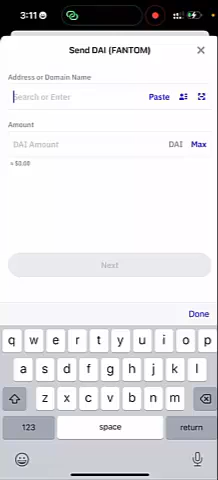 3:11
Send DAI (FANTOM)
Address or Domain Name
Search or Enter Paste
Amount
DAI Amount DAI Max
≈ $0.00
Next
Done
q w e r t y u i o p
a s d f g h j k l
z x c v b n m
123 space return